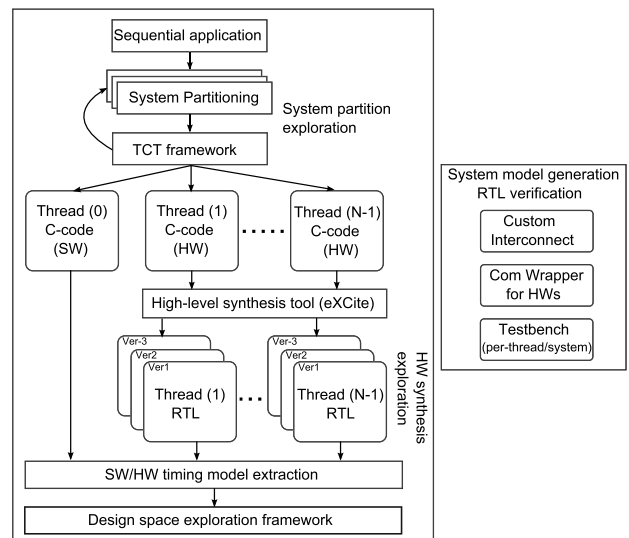 Sequential application
System Partitioning
System partition
exploration
TCT framework
Thread (0)
C-code
(SW)
Thread (1)
C-code
(HW)
.....
Thread (N-1)
C-code
(HW)
High-level synthesis tool (eXCite)
Ver-3
Ver2
Ver1
Thread (1)
RTL
...
Ver-3
Ver2
Ver1
Thread (N-1)
RTL
HW synthesis
exploration
SW/HW timing model extraction
Design space exploration framework
System model generation
RTL verification
Custom
Interconnect
Com Wrapper
for HWs
Testbench
(per-thread/system)